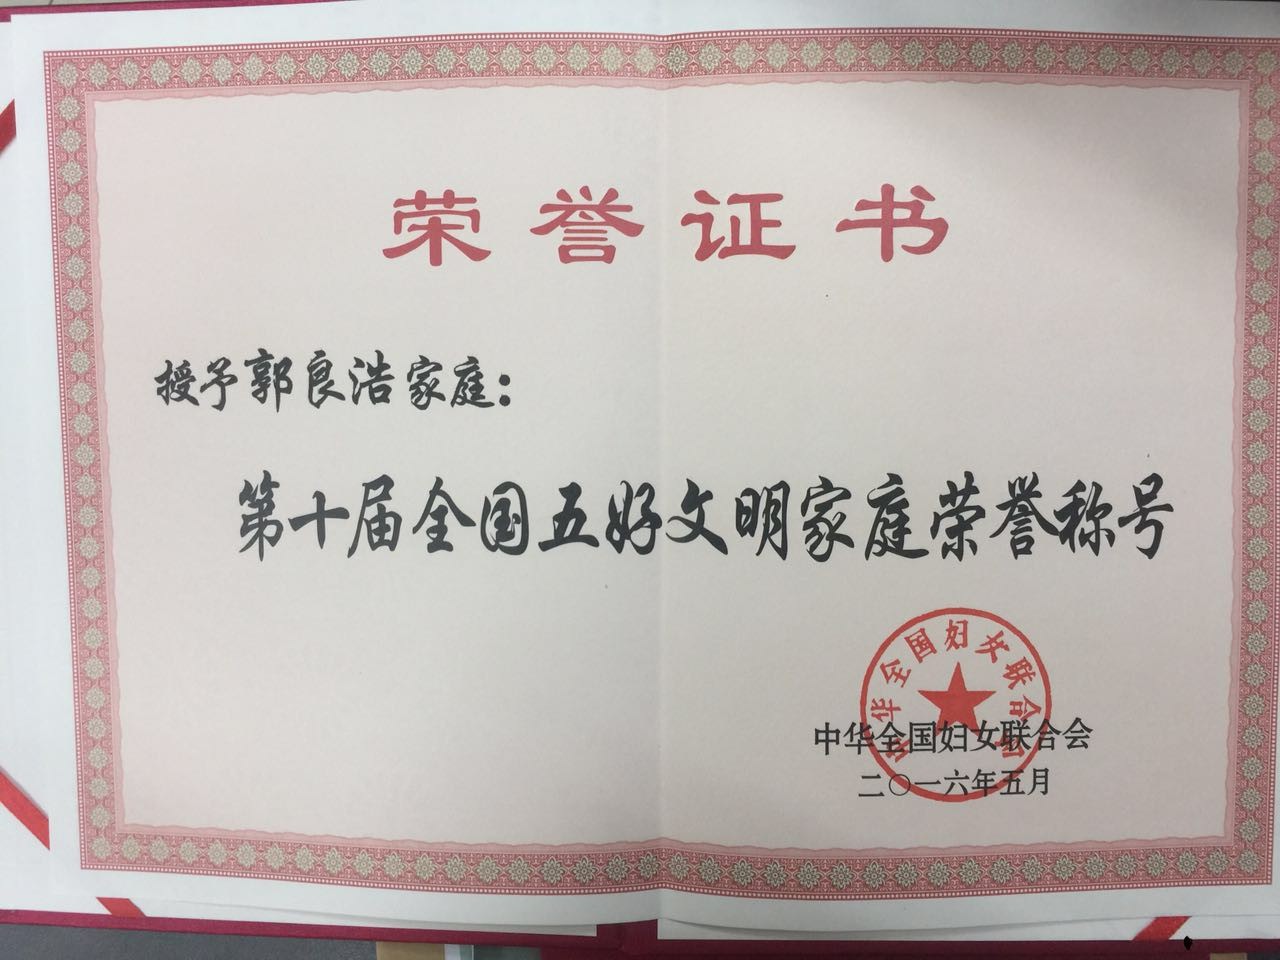 荣誉证书
授予郭良浩家庭：
第十届全国五好文明家庭荣誉称号
中华全国妇女联合会
中华全国妇女联合会
二〇一六年五月